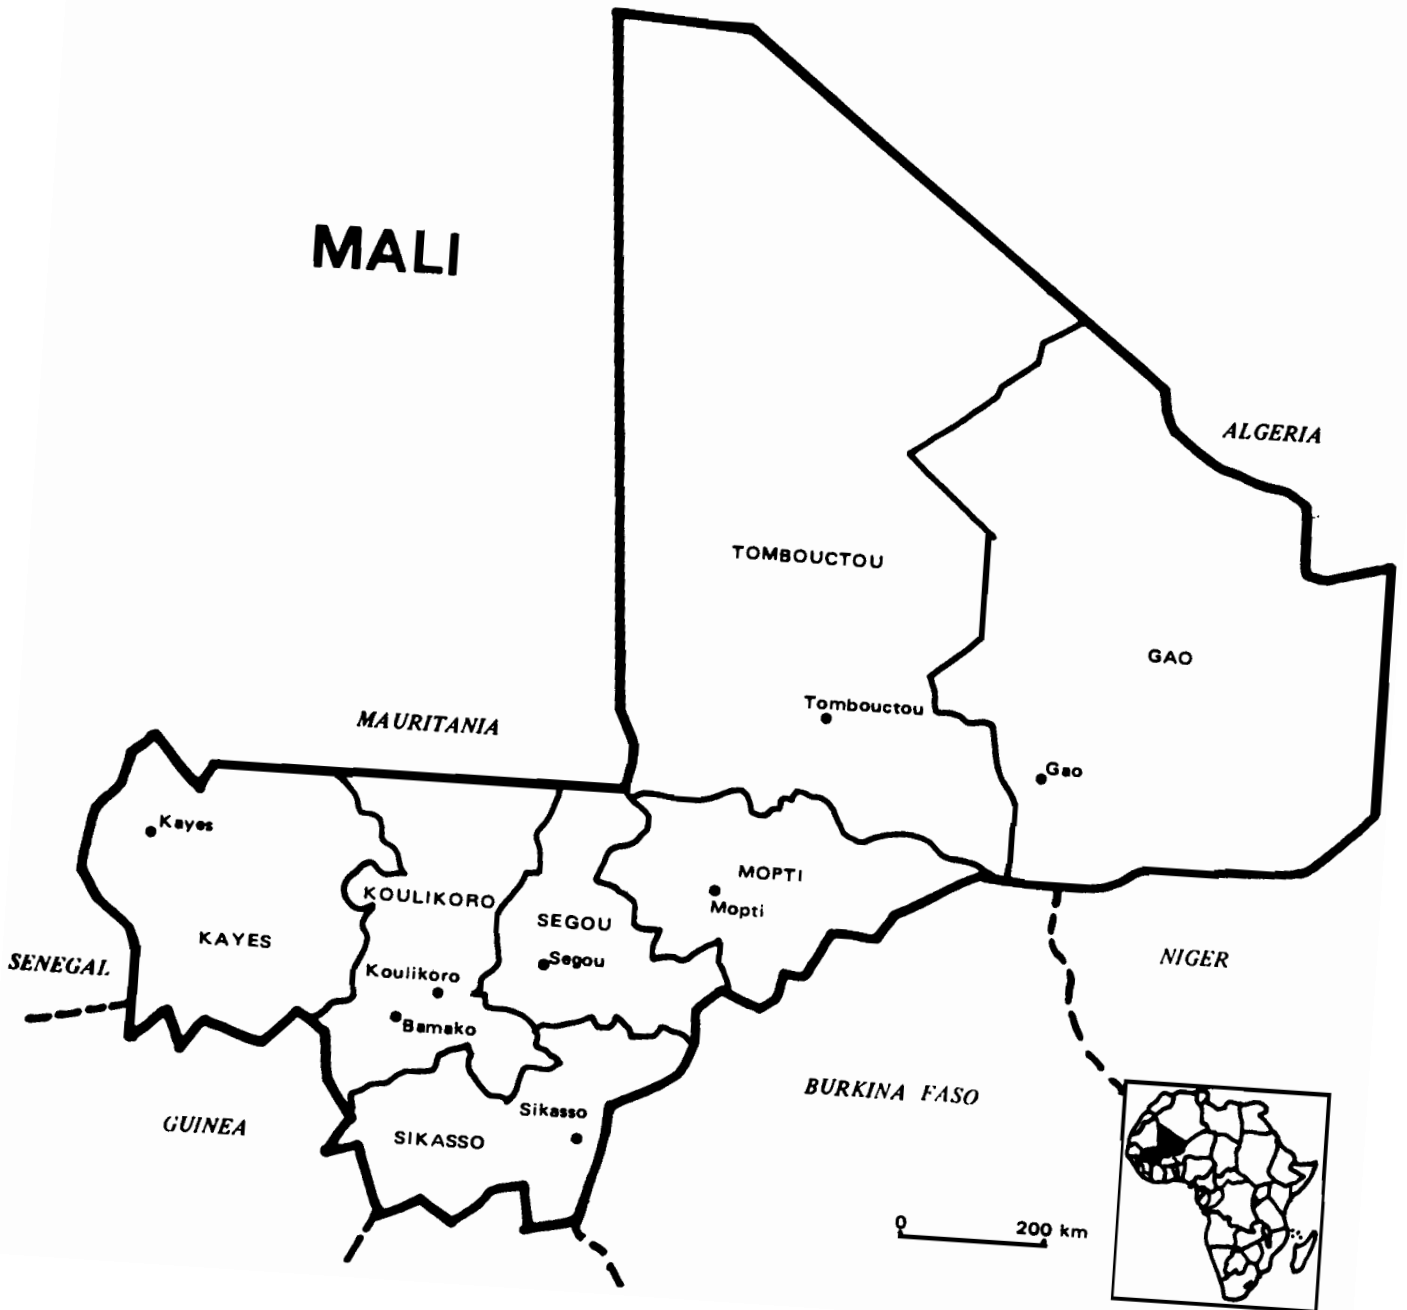 MALI
ALGERIA
TOMBOUCTOU
GAO
Tombouctou
MAURITANIA
Gao
Kayes
MOPTI
KOULIKORO
Mopti
SEGOU
KAYES
SENEGAL
Segou
NIGER
Koulikoro
Bamako
BURKINA FASO
Sikasso
GUINEA
SIKASSO
0 200 km